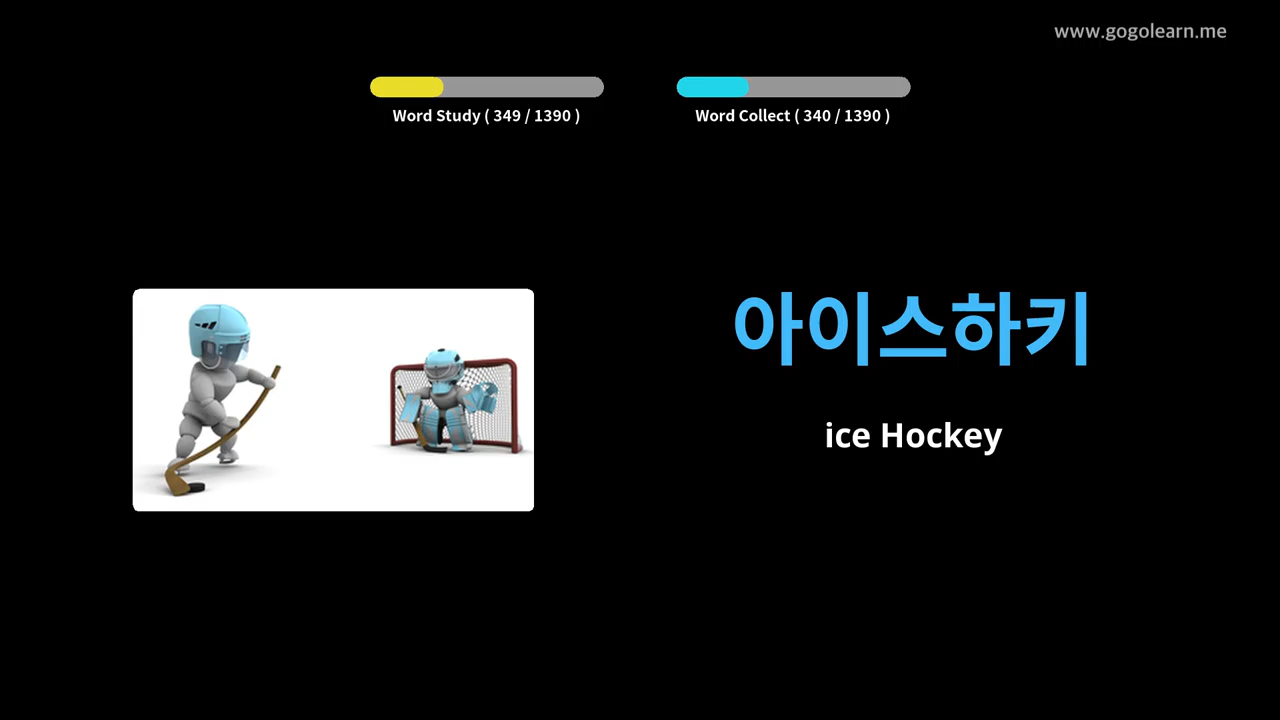 www.gogolearn.me
Word Study ( 349 / 1390 )
Word Collect ( 340 / 1390 )
아이스하키
ice Hockey